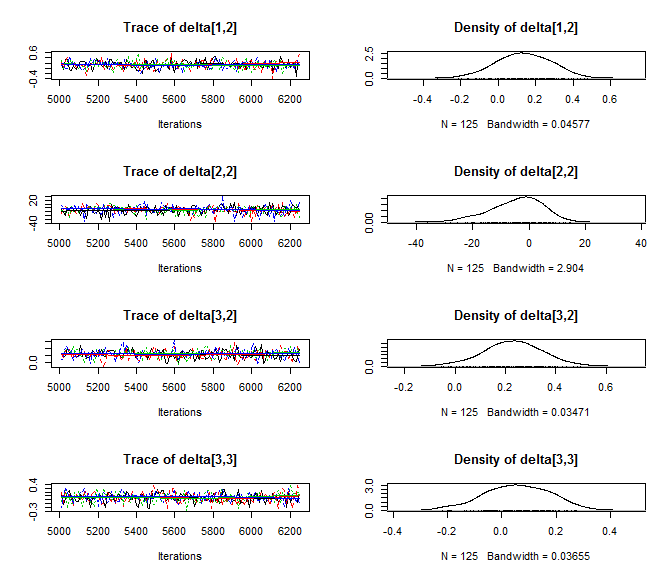 Trace of delta[1,2]
Density of delta[1,2]
0.6
-0.4
5000 5200 5400 5600 5800 6000 6200
Iterations
2.5
0.0
-0.4 -0.2 0.0 0.2 0.4 0.6
N = 125 Bandwidth = 0.04577
Trace of delta[2,2]
Density of delta[2,2]
20
-40
5000 5200 5400 5600 5800 6000 6200
Iterations
0.00
-40 -20 0 20 40
N = 125 Bandwidth = 2.904
Trace of delta[3,2]
Density of delta[3,2]
0.0
5000 5200 5400 5600 5800 6000 6200
Iterations
0.0
-0.2 0.0 0.2 0.4 0.6
N = 125 Bandwidth = 0.03471
Trace of delta[3,3]
Density of delta[3,3]
0.4
-0.3
5000 5200 5400 5600 5800 6000 6200
Iterations
3.0
0.0
-0.4 -0.2 0.0 0.2 0.4
N = 125 Bandwidth = 0.03655